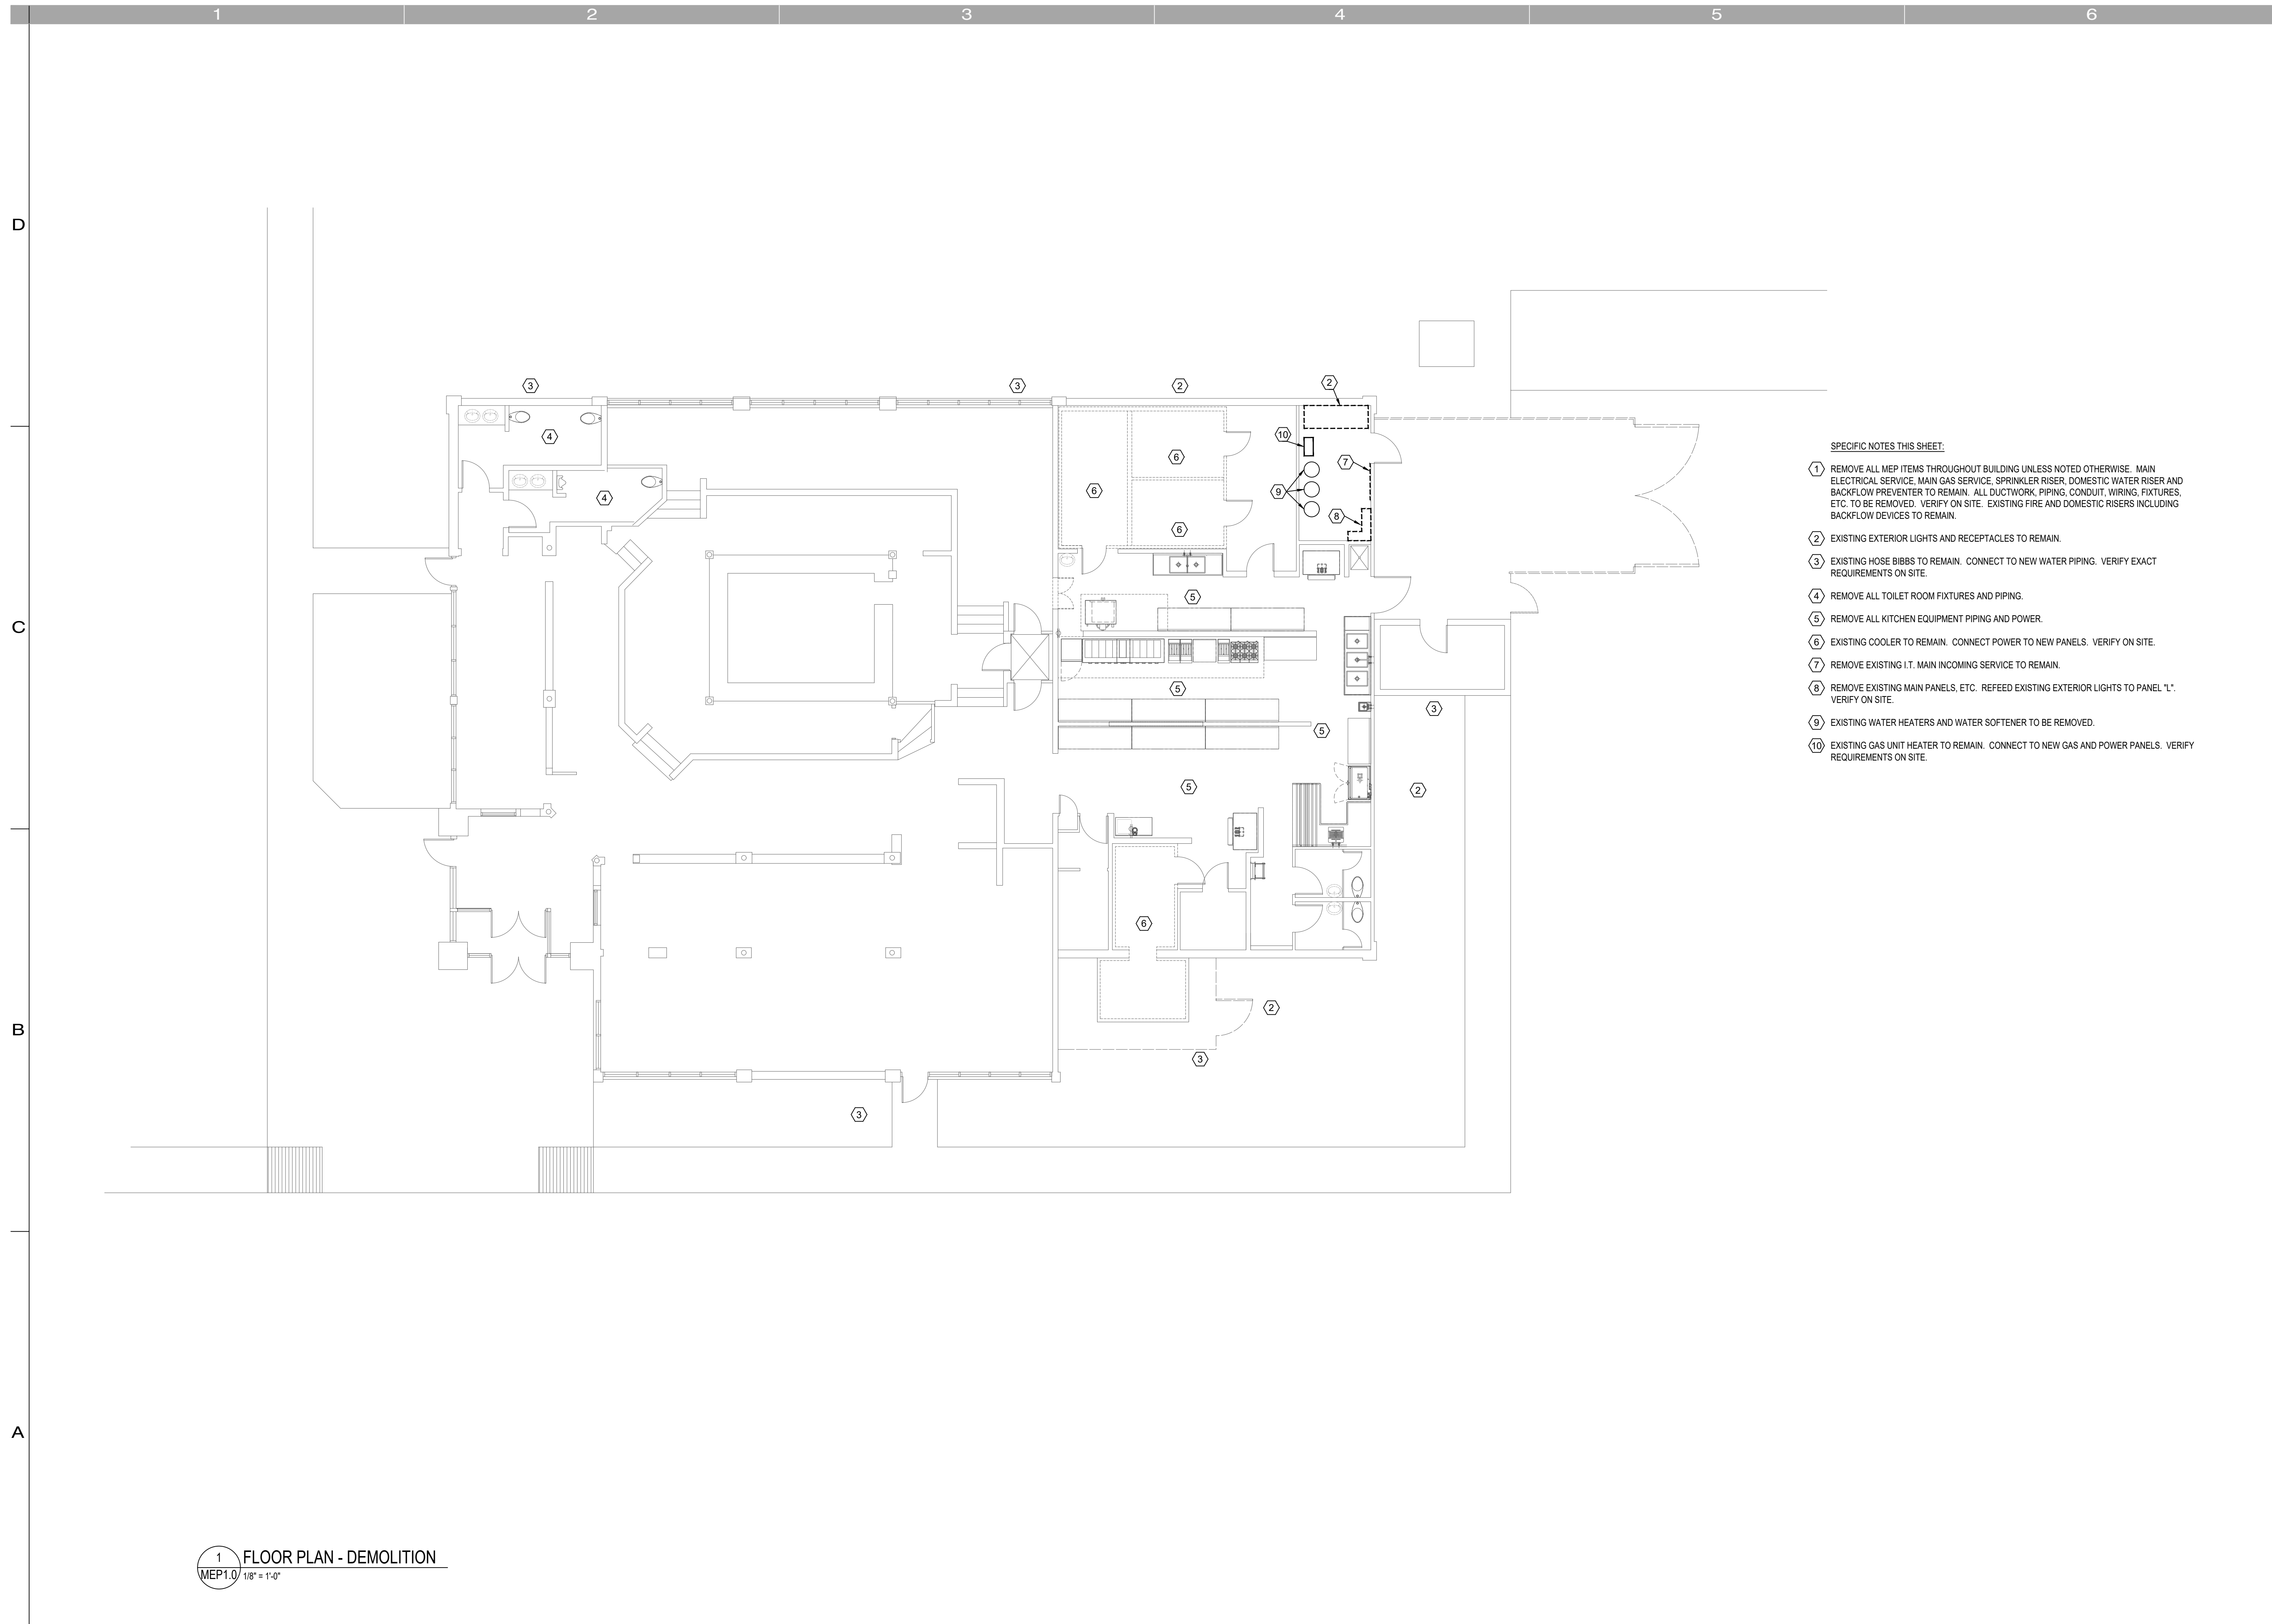 1 2 3 4 5 6
D
C
B
A
3
3
2
2
4
4
10
6
6
6
7
9
8
5
5
5
5
3
2
6
2
3
3
SPECIFIC NOTES THIS SHEET:
1 REMOVE ALL MEP ITEMS THROUGHOUT BUILDING UNLESS NOTED OTHERWISE. MAIN
ELECTRICAL SERVICE, MAIN GAS SERVICE, SPRINKLER RISER, DOMESTIC WATER RISER AND
BACKFLOW PREVENTER TO REMAIN. ALL DUCTWORK, PIPING, CONDUIT, WIRING, FIXTURES,
ETC. TO BE REMOVED. VERIFY ON SITE. EXISTING FIRE AND DOMESTIC RISERS INCLUDING
BACKFLOW DEVICES TO REMAIN.
2 EXISTING EXTERIOR LIGHTS AND RECEPTACLES TO REMAIN.
3 EXISTING HOSE BIBBS TO REMAIN. CONNECT TO NEW WATER PIPING. VERIFY EXACT
REQUIREMENTS ON SITE.
4 REMOVE ALL TOILET ROOM FIXTURES AND PIPING.
5 REMOVE ALL KITCHEN EQUIPMENT PIPING AND POWER.
6 EXISTING COOLER TO REMAIN. CONNECT POWER TO NEW PANELS. VERIFY ON SITE.
7 REMOVE EXISTING I.T. MAIN INCOMING SERVICE TO REMAIN.
8 REMOVE EXISTING MAIN PANELS, ETC. REFEED EXISTING EXTERIOR LIGHTS TO PANEL "L".
VERIFY ON SITE.
9 EXISTING WATER HEATERS AND WATER SOFTENER TO BE REMOVED.
10 EXISTING GAS UNIT HEATER TO REMAIN. CONNECT TO NEW GAS AND POWER PANELS. VERIFY
REQUIREMENTS ON SITE.
1 FLOOR PLAN - DEMOLITION
MEP1.0 1/8" = 1'-0"